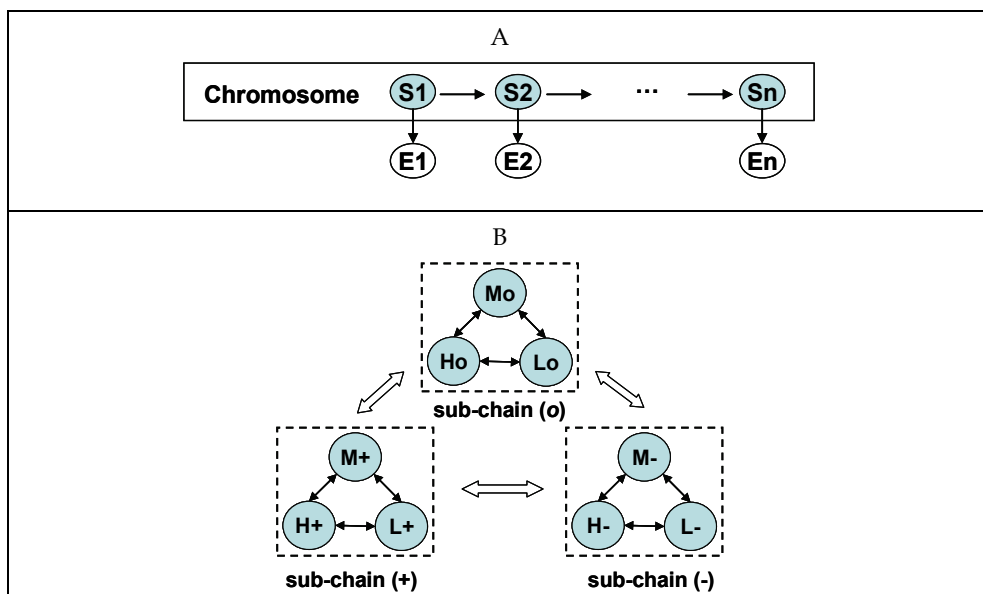 A
Chromosome S1 S2 ... Sn
E1 E2 En
B
Mo
Ho Lo
sub-chain (o)
M+ M-
H+ L+ H- L-
sub-chain (+) sub-chain (-)